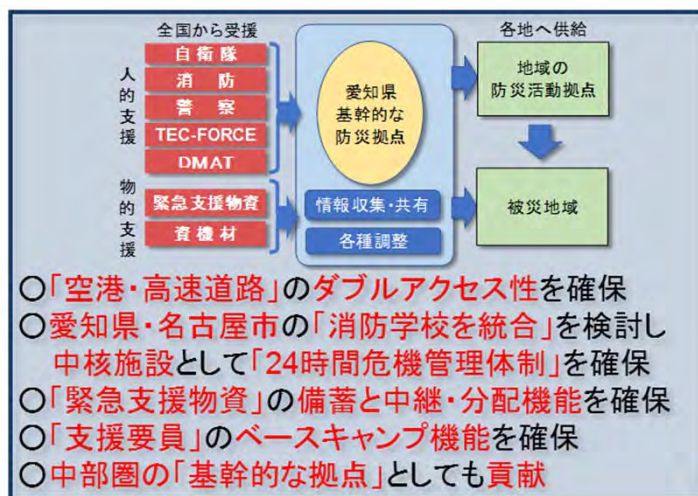 全国から受援
各地へ供給
人的支援
自衛隊
消 防
警 察
TEC-FORCE
DMAT
物的支援
緊急支援物資
資機材
愛知県
基幹的な
防災拠点
情報収集・共有
各種調整
地域の
防災活動拠点
被災地域
○「空港・高速道路」のダブルアクセス性を確保
○愛知県・名古屋市の「消防学校を統合」を検討し
中核施設として「24時間危機管理体制」を確保
○「緊急支援物資」の備蓄と中継・分配機能を確保
○「支援要員」のベースキャンプ機能を確保
○中部圏の「基幹的な拠点」としても貢献